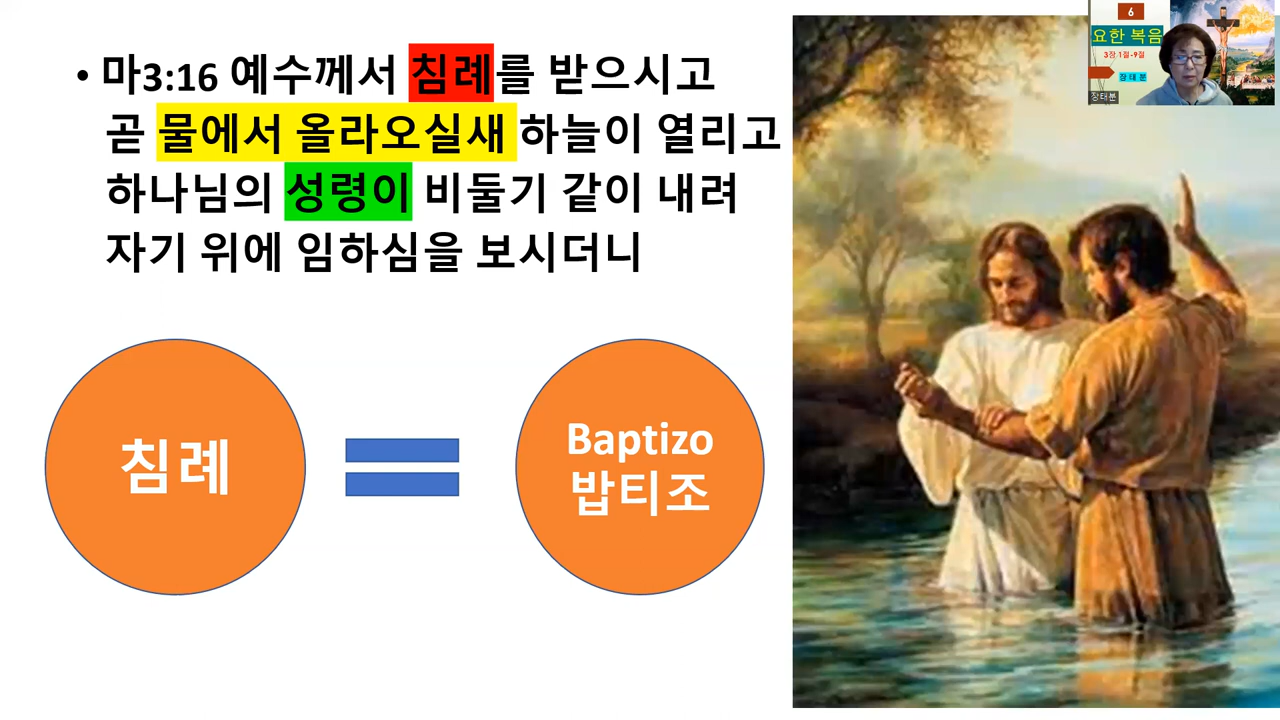 • 마3:16 예수께서 침례를 받으시고
곧 물에서 올라오실새 하늘이 열리고
하나님의 성령이 비둘기 같이 내려
자기 위에 임하심을 보시더니
침례
Baptizo
밥티조
6
요한 복음
3장 1절-9절
장 태 분
장태분